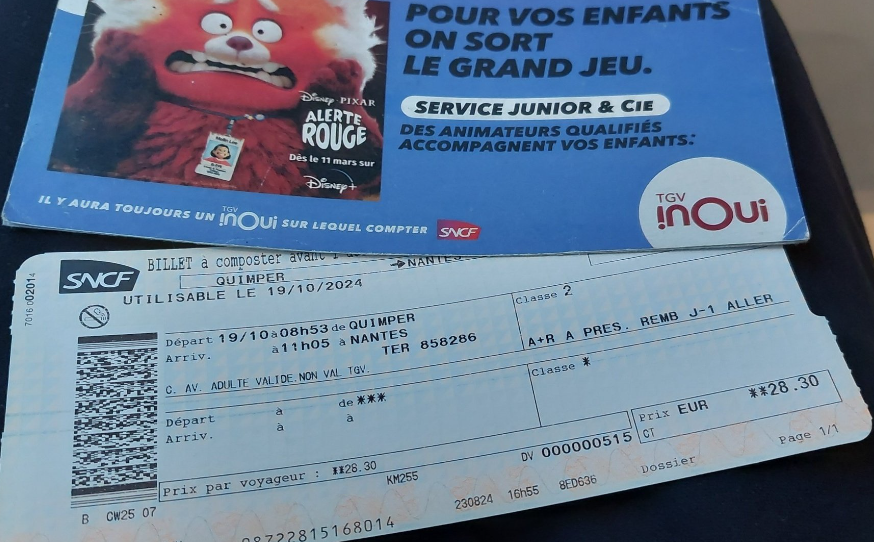 POUR VOS ENFANTS
ON SORT
LE GRAND JEU.
SERVICE JUNIOR & CIE
DES ANIMATEURS QUALIFIÉS
ACCOMPAGNENT VOS ENFANTS:
DISNEY PIXAR
ALERTE
ROUGE
Dès le 11 mars sur
Disney+
IL Y AURA TOUJOURS UN TGV INOUI SUR LEQUEL COMPTER SNCF
TGV
INOUI
SNCF
BILLET à composter avant
QUIMPER → NANTES
UTILISABLE LE 19/10/2024
Départ 19/10 à 08h53 de QUIMPER
Classe 2
Arriv. à 11h05 à NANTES
TER 858286
A+R A PRES. REMB J-1 ALLER
C. AV. ADULTE VALIDE.NON VAL TGV.
Départ à de ***
Classe *
Arriv. à à
Prix EUR **28.30
CT
Prix par voyageur : **28.30
KM255
DV 000000515
Page 1/1
B CW25 07
230824 16h55 8ED636 Dossier
08722815168014